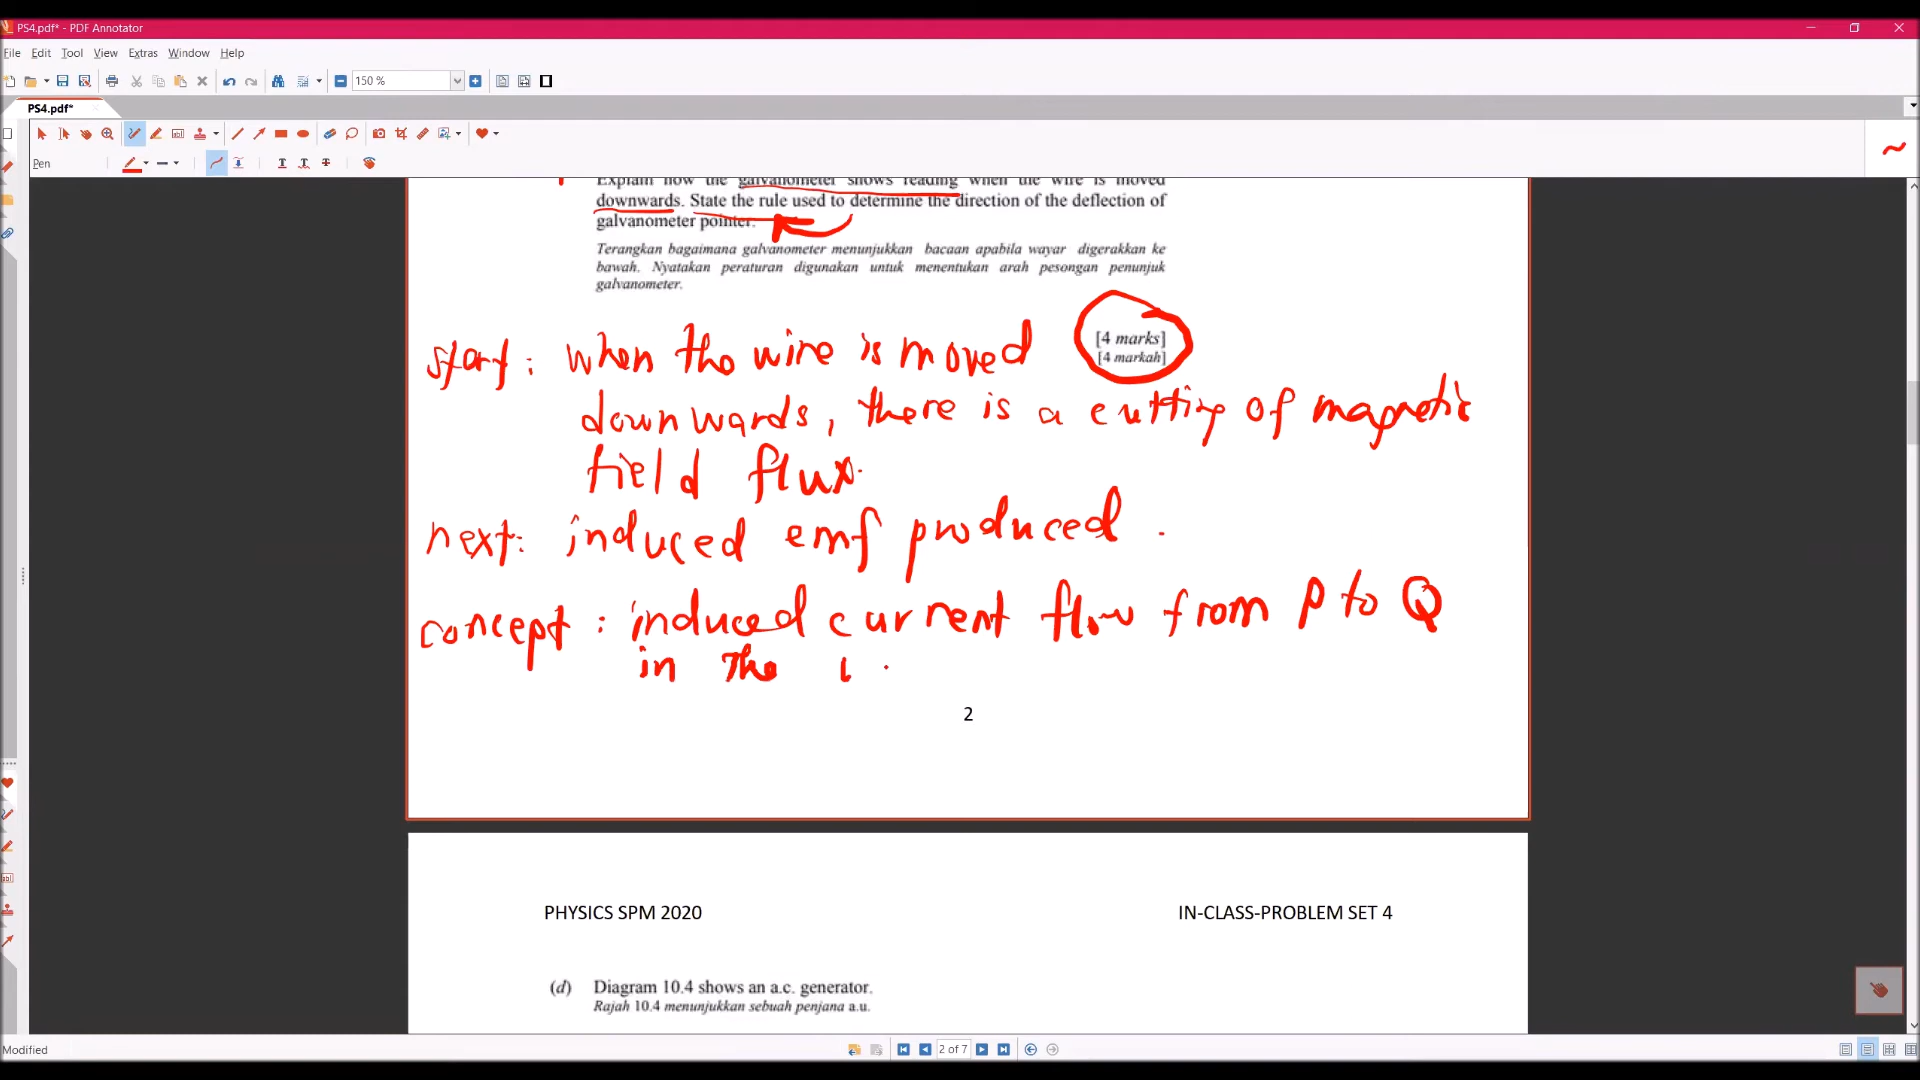 PS4.pdf* - PDF Annotator
File Edit Tool View Extras Window Help
150 %
PS4.pdf*
Pen
Explain how the galvanometer shows reading when the wire is moved
downwards. State the rule used to determine the direction of the deflection of
galvanometer pointer.
Terangkan bagaimana galvanometer menunjukkan bacaan apabila wayar digerakkan ke
bawah. Nyatakan peraturan digunakan untuk menentukan arah pesongan penunjuk
galvanometer.
[4 marks]
[4 markah]
start: when the wire is moved
downwards, there is a cutting of magnetic
field flux.
next: induced emf produced.
concept: induced current flow from P to Q
in the
2
PHYSICS SPM 2020 IN-CLASS-PROBLEM SET 4
(d) Diagram 10.4 shows an a.c. generator.
Rajah 10.4 menunjukkan sebuah penjana a.u.
Modified 2 of 7